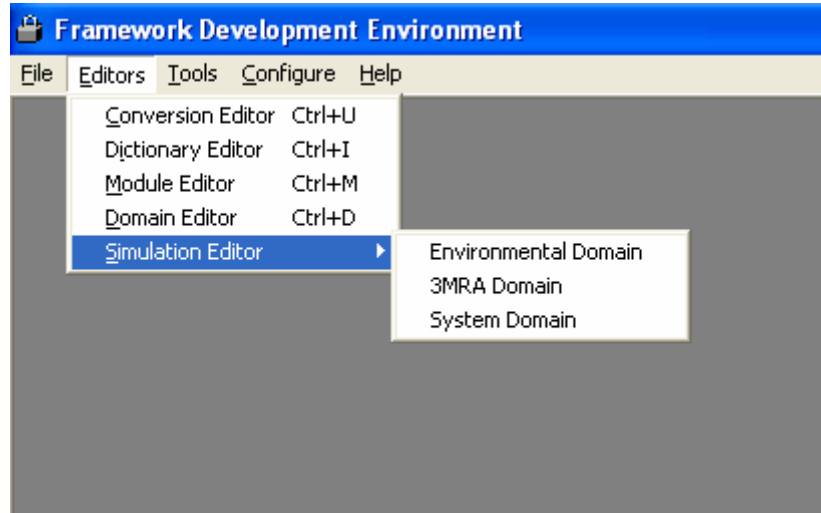 Framework Development Environment
File Editors Tools Configure Help
Conversion Editor Ctrl+U
Dictionary Editor Ctrl+I
Module Editor Ctrl+M
Domain Editor Ctrl+D
Simulation Editor
Environmental Domain
3MRA Domain
System Domain